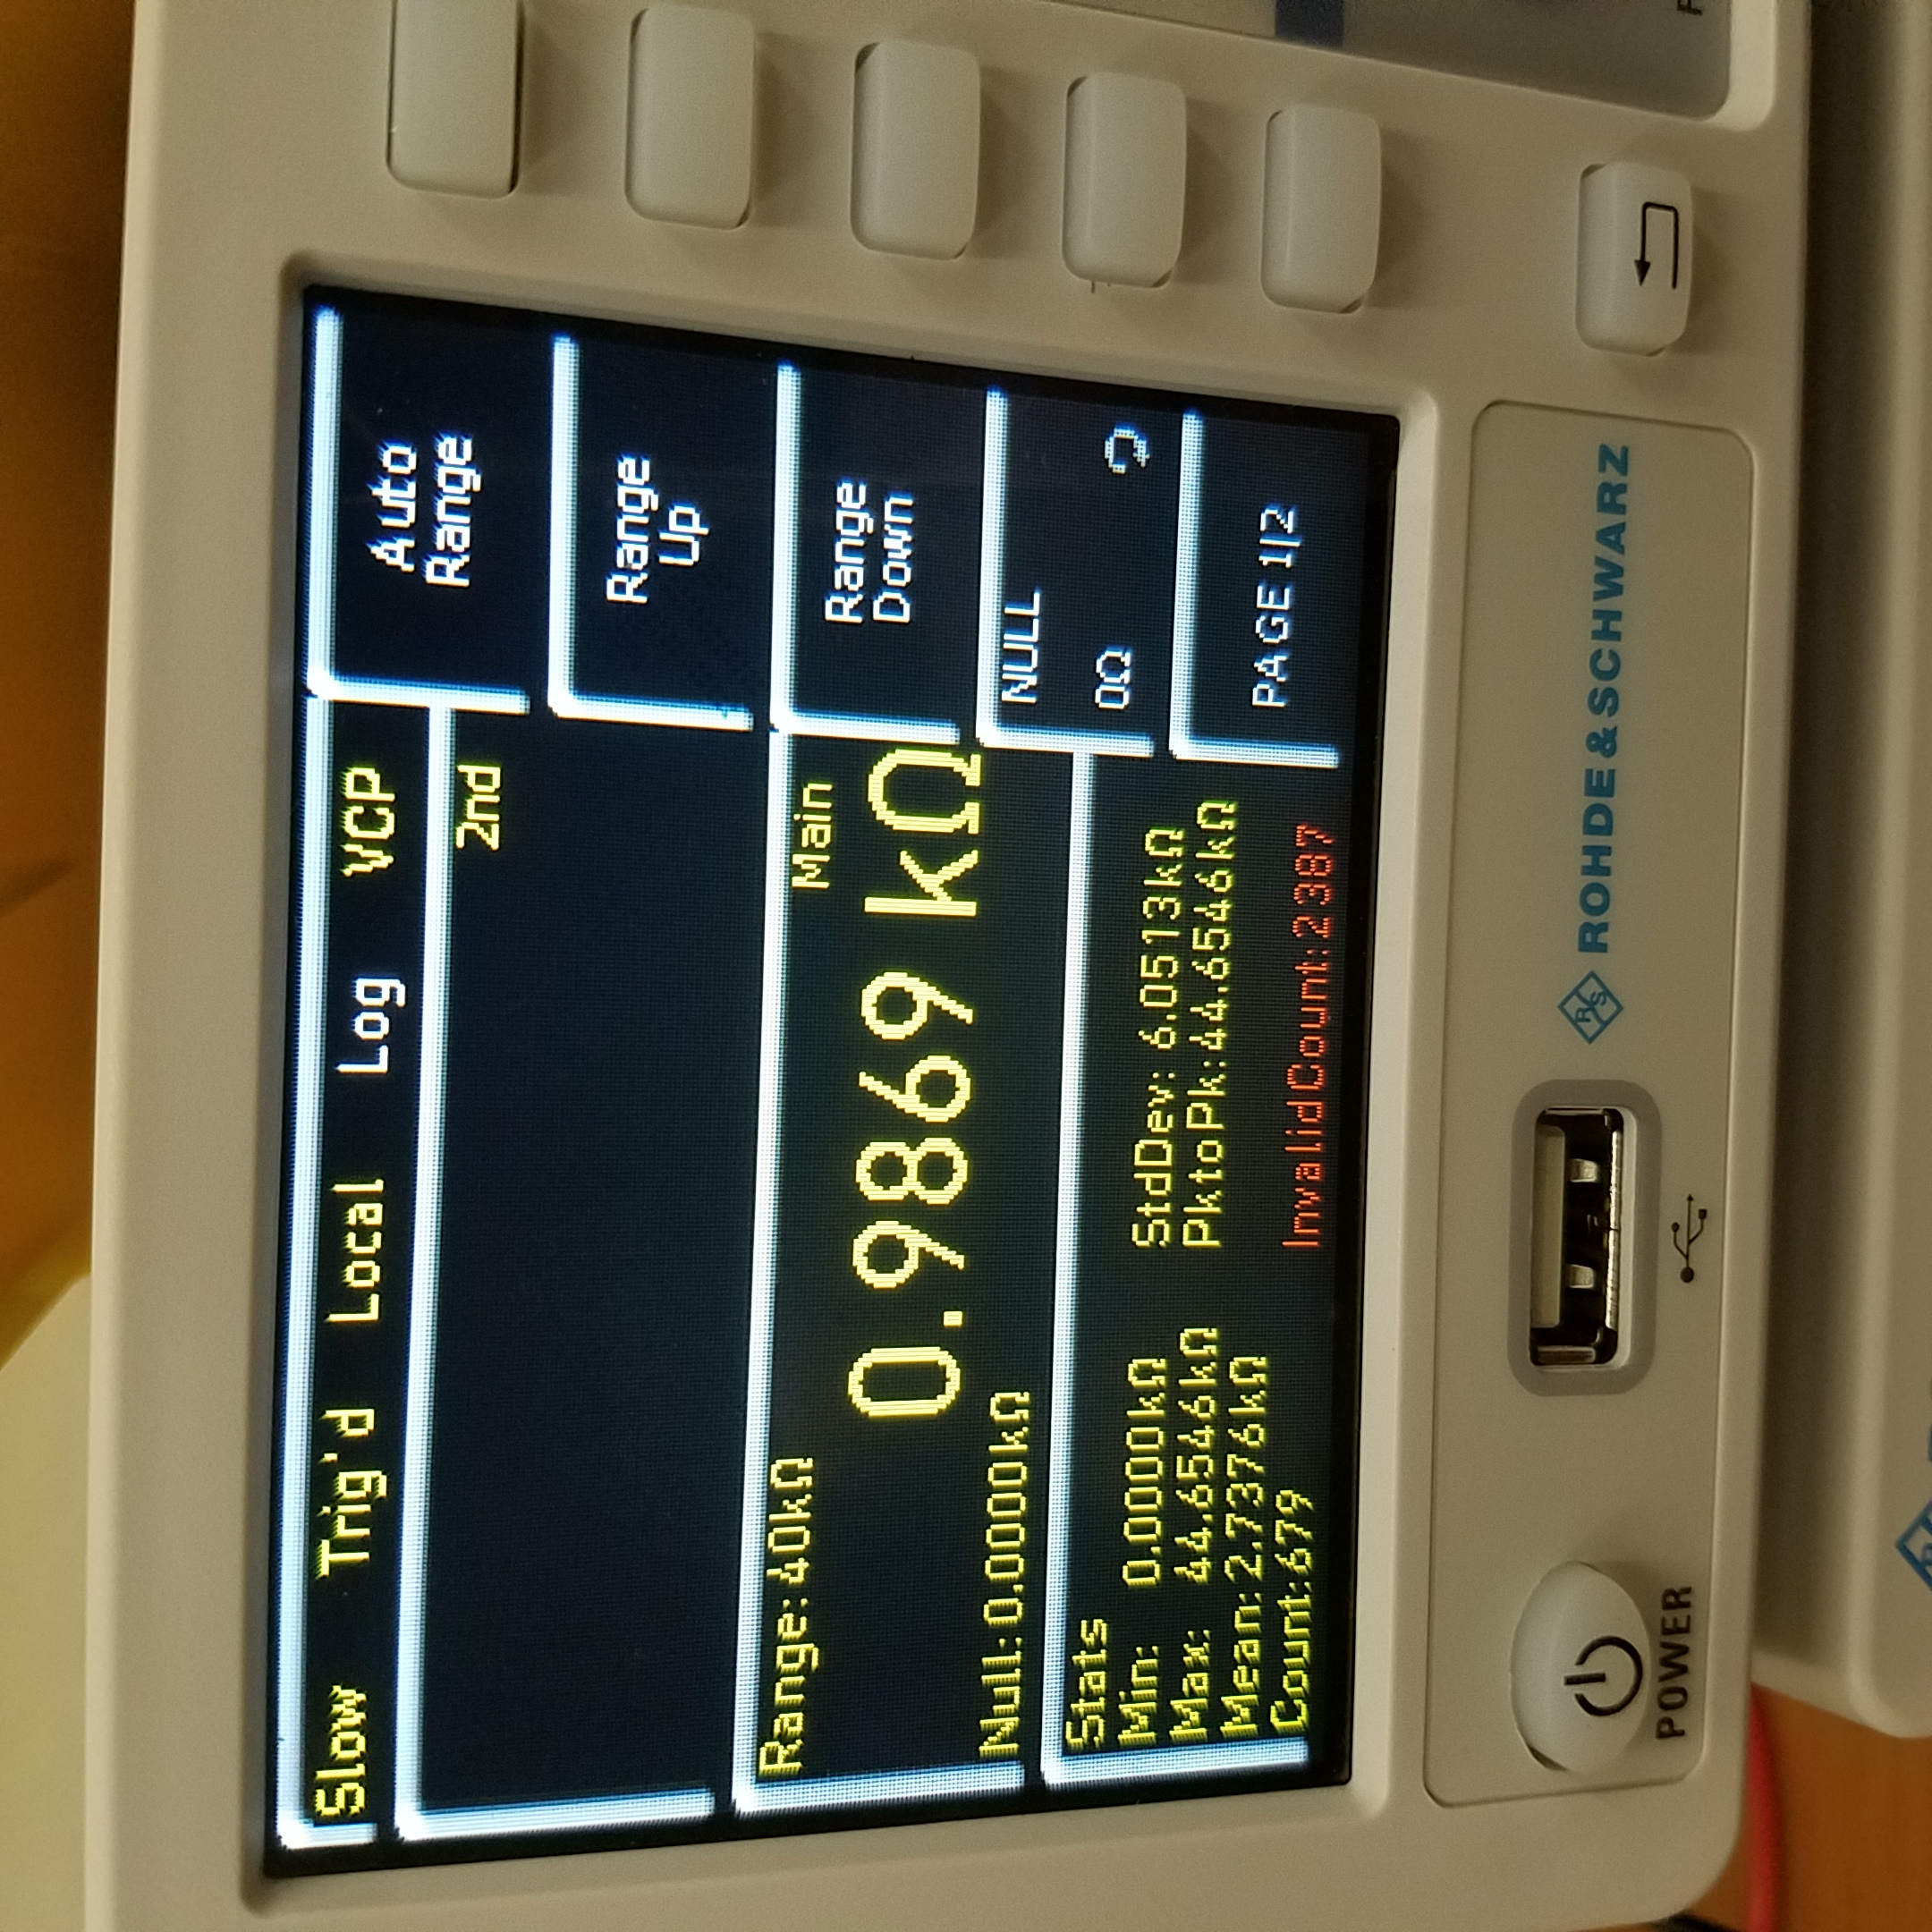 Slow Trig'd Local Log VCP
2nd
Range: 40kΩ Main
0.9869 kΩ
Null: 0.0000kΩ
Stats
Min: 0.0000kΩ StdDev: 6.0513kΩ
Max: 44.6546kΩ PktoPk: 44.6546kΩ
Mean: 2.7376kΩ
Count: 679 InvalidCount: 2387
Auto
Range
Range
Up
Range
Down
NULL
0Ω
PAGE 1|2
POWER
RS ROHDE&SCHWARZ